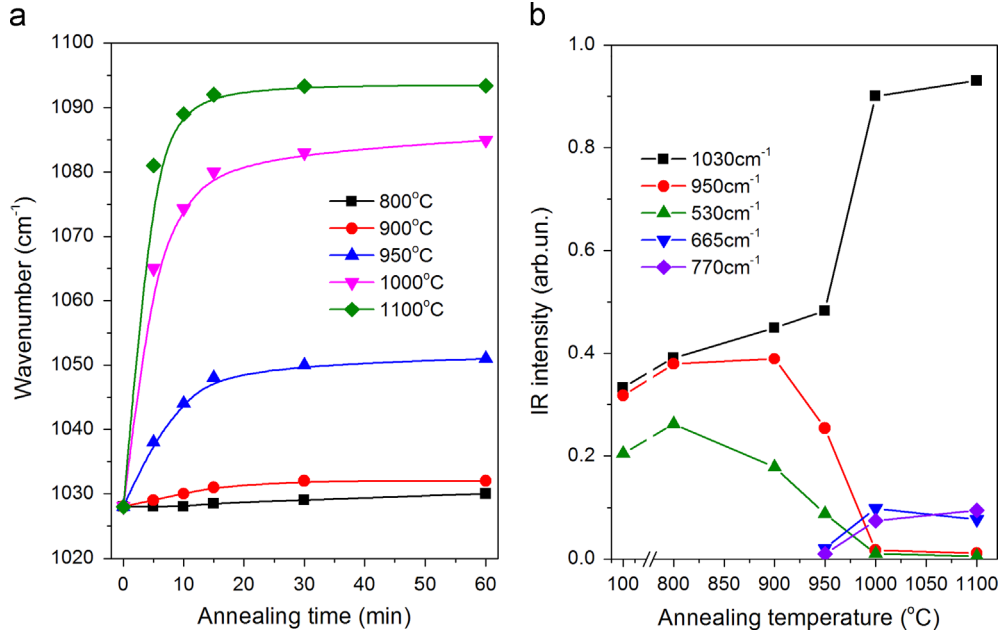 a
1100
1090
1080
1070
1060
1050
1040
1030
1020
Wavenumber (cm⁻¹)
800°C
900°C
950°C
1000°C
1100°C
0 10 20 30 40 50 60
Annealing time (min)
b
1.0
0.8
0.6
0.4
0.2
0.0
IR intensity (arb.un.)
1030cm⁻¹
950cm⁻¹
530cm⁻¹
665cm⁻¹
770cm⁻¹
100 800 900 950 1000 1050 1100
Annealing temperature (°C)